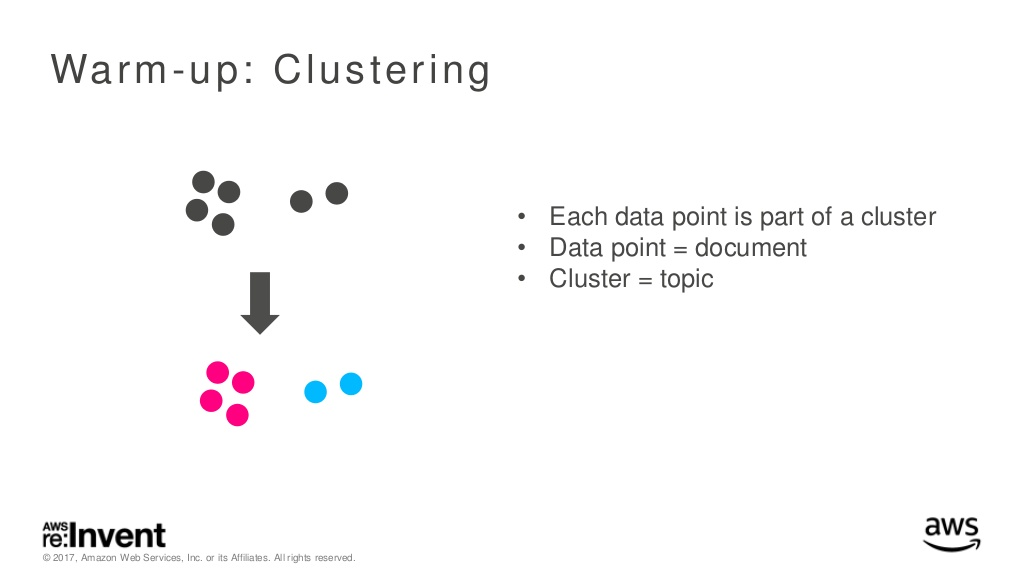 Warm-up: Clustering
• Each data point is part of a cluster
• Data point = document
• Cluster = topic
AWS
re:Invent
© 2017, Amazon Web Services, Inc. or its Affiliates. All rights reserved.
aws